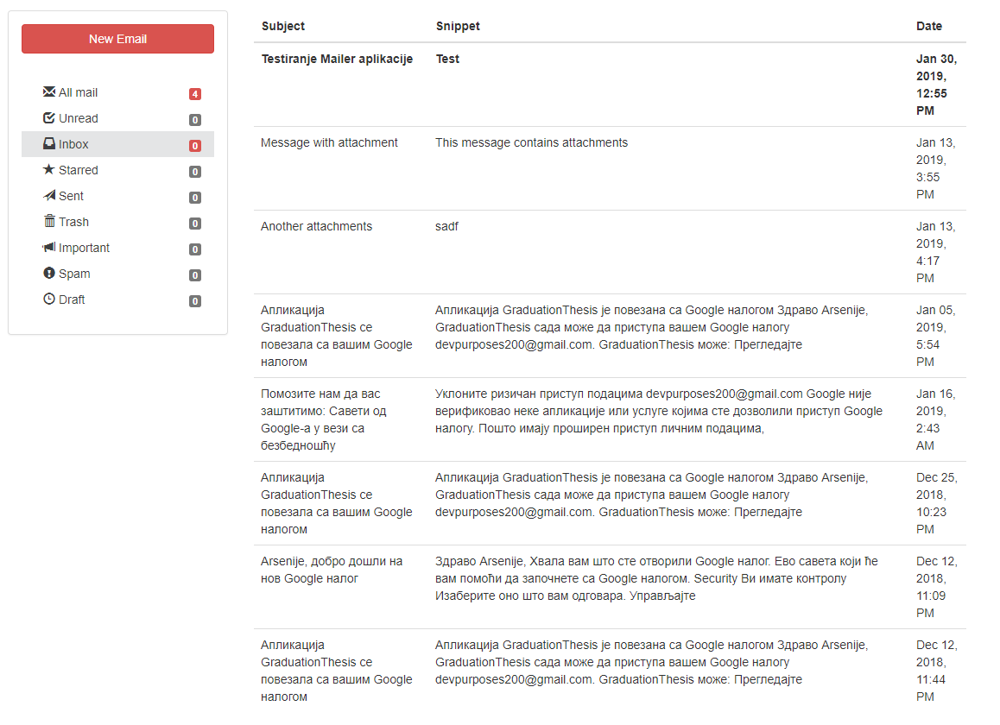 New Email
All mail 4
Unread 0
Inbox 0
Starred 0
Sent 0
Trash 0
Important 0
Spam 0
Draft 0
Subject Snippet Date
Testiranje Mailer aplikacije Test Jan 30,
2019,
12:55
PM
Message with attachment This message contains attachments Jan 13,
2019,
3:55
PM
Another attachments sadf Jan 13,
2019,
4:17
PM
Апликација Апликација GraduationThesis је повезана са Google налогом Здраво Arsenije, Jan 05,
GraduationThesis се GraduationThesis сада може да приступа вашем Google налогу 2019,
повезала са вашим Google devpurposes200@gmail.com. GraduationThesis може: Прегледајте 5:54
налогом PM
Помозите нам да вас Уклоните ризичан приступ подацима devpurposes200@gmail.com Google није Jan 16,
заштитимо: Савети од верификовао неке апликације или услуге којима сте дозволили приступ Google 2019,
Google-а у вези са налогу. Пошто имају проширен приступ личним подацима, 2:43
безбедношћу AM
Апликација Апликација GraduationThesis је повезана са Google налогом Здраво Arsenije, Dec 25,
GraduationThesis се GraduationThesis сада може да приступа вашем Google налогу 2018,
повезала са вашим Google devpurposes200@gmail.com. GraduationThesis може: Прегледајте 10:23
налогом PM
Arsenije, добро дошли на Здраво Arsenije, Хвала вам што сте отворили Google налог. Ево савета који ће Dec 12,
нов Google налог вам помоћи да започнете са Google налогом. Security Ви имате контролу 2018,
Изаберите оно што вам одговара. Управљајте 11:09
PM
Апликација Апликација GraduationThesis је повезана са Google налогом Здраво Arsenije, Dec 12,
GraduationThesis се GraduationThesis сада може да приступа вашем Google налогу 2018,
повезала са вашим Google devpurposes200@gmail.com. GraduationThesis може: Прегледајте 11:44
налогом PM